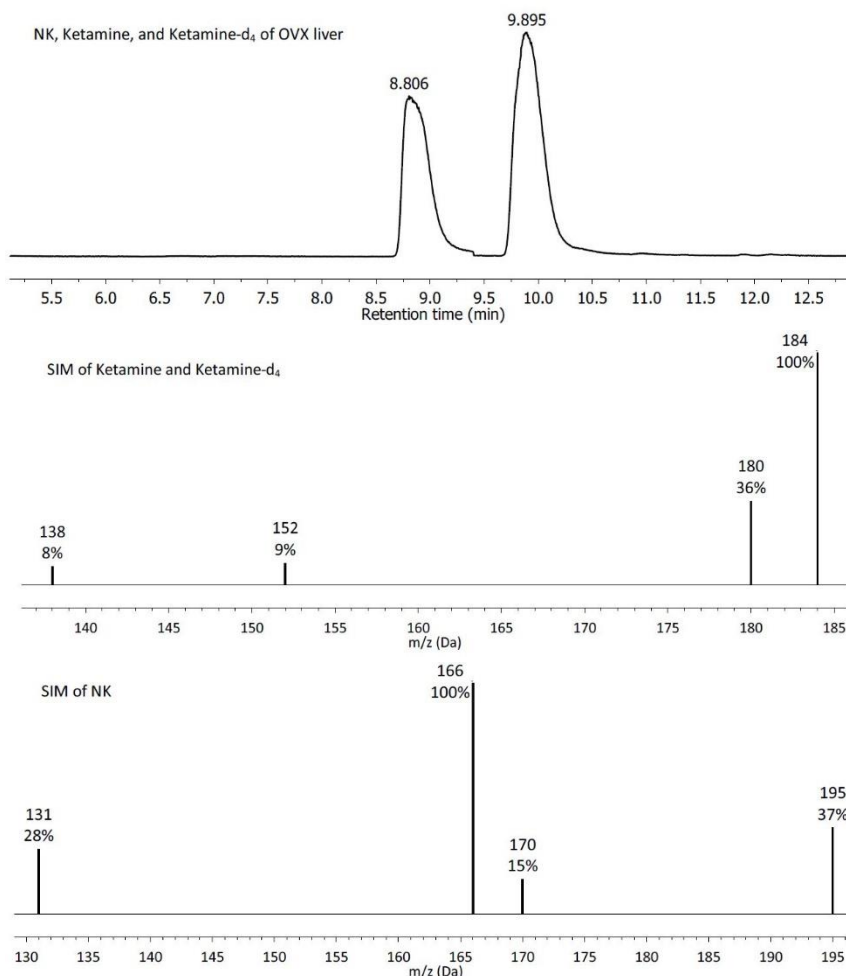 NK, Ketamine, and Ketamine-d₄ of OVX liver
9.895
8.806
5.5 6.0 6.5 7.0 7.5 8.0 8.5 9.0 9.5 10.0 10.5 11.0 11.5 12.0 12.5
Retention time (min)
SIM of Ketamine and Ketamine-d₄
184
100%
180
36%
138
8%
152
9%
140 145 150 155 160 165 170 175 180 185
m/z (Da)
SIM of NK
166
100%
131
28%
170
15%
195
37%
130 135 140 145 150 155 160 165 170 175 180 185 190 195
m/z (Da)